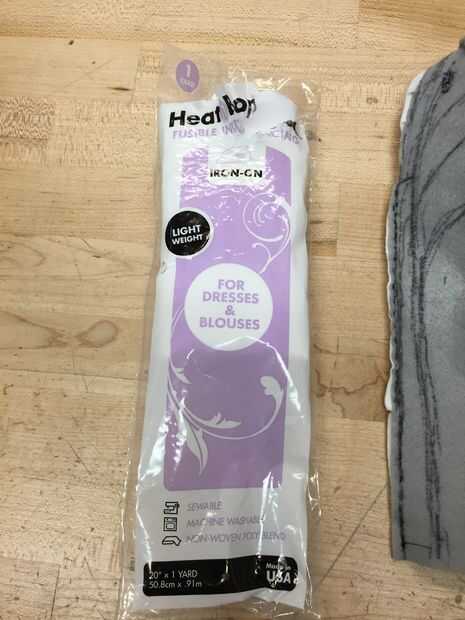 1
YARD
Heat
FUSIBLE
IRON-ON
LIGHT
WEIGHT
FOR
DRESSES
&
BLOUSES
SEWABLE
MACHINE WASHABLE
NON-WOVEN POLY BLEND
20" x 1 YARD
50.8cm x .91m
Made in
USA